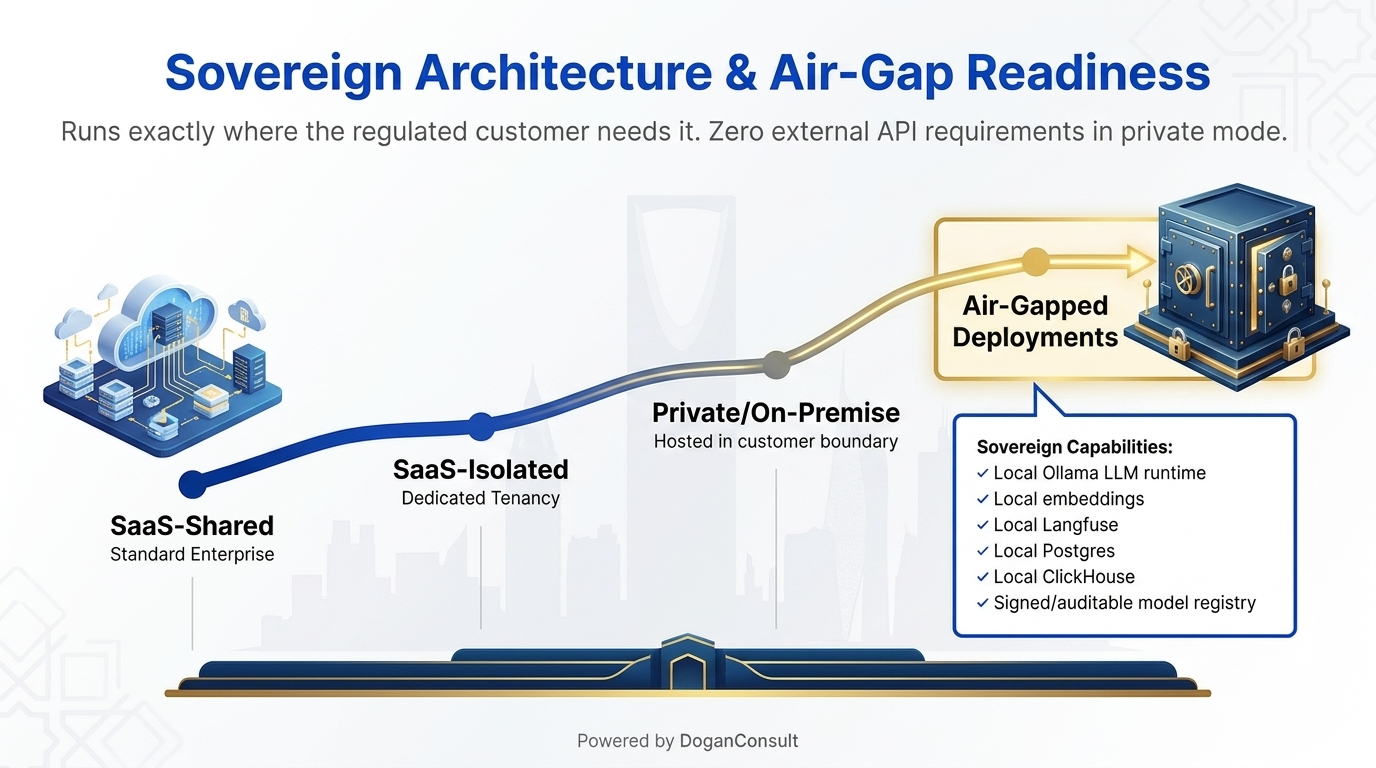 Sovereign Architecture & Air-Gap Readiness
Runs exactly where the regulated customer needs it. Zero external API requirements in private mode.
SaaS-Shared
Standard Enterprise
SaaS-Isolated
Dedicated Tenancy
Private/On-Premise
Hosted in customer boundary
Air-Gapped
Deployments
Sovereign Capabilities:
✓ Local Ollama LLM runtime
✓ Local embeddings
✓ Local Langfuse
✓ Local Postgres
✓ Local ClickHouse
✓ Signed/auditable model registry
Powered by DoganConsult